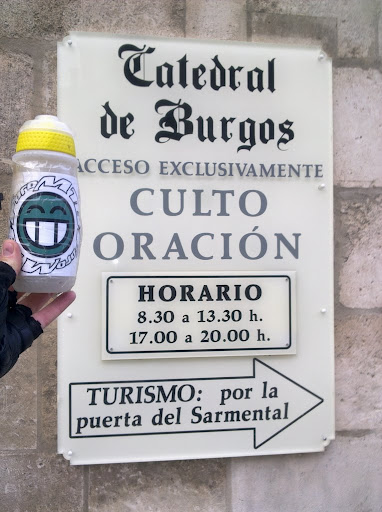 Catedral
de Burgos
ACCESO EXCLUSIVAMENTE
CULTO
ORACIÓN
HORARIO
8.30 a 13.30 h.
17.00 a 20.00 h.
TURISMO: por la
puerta del Sarmental